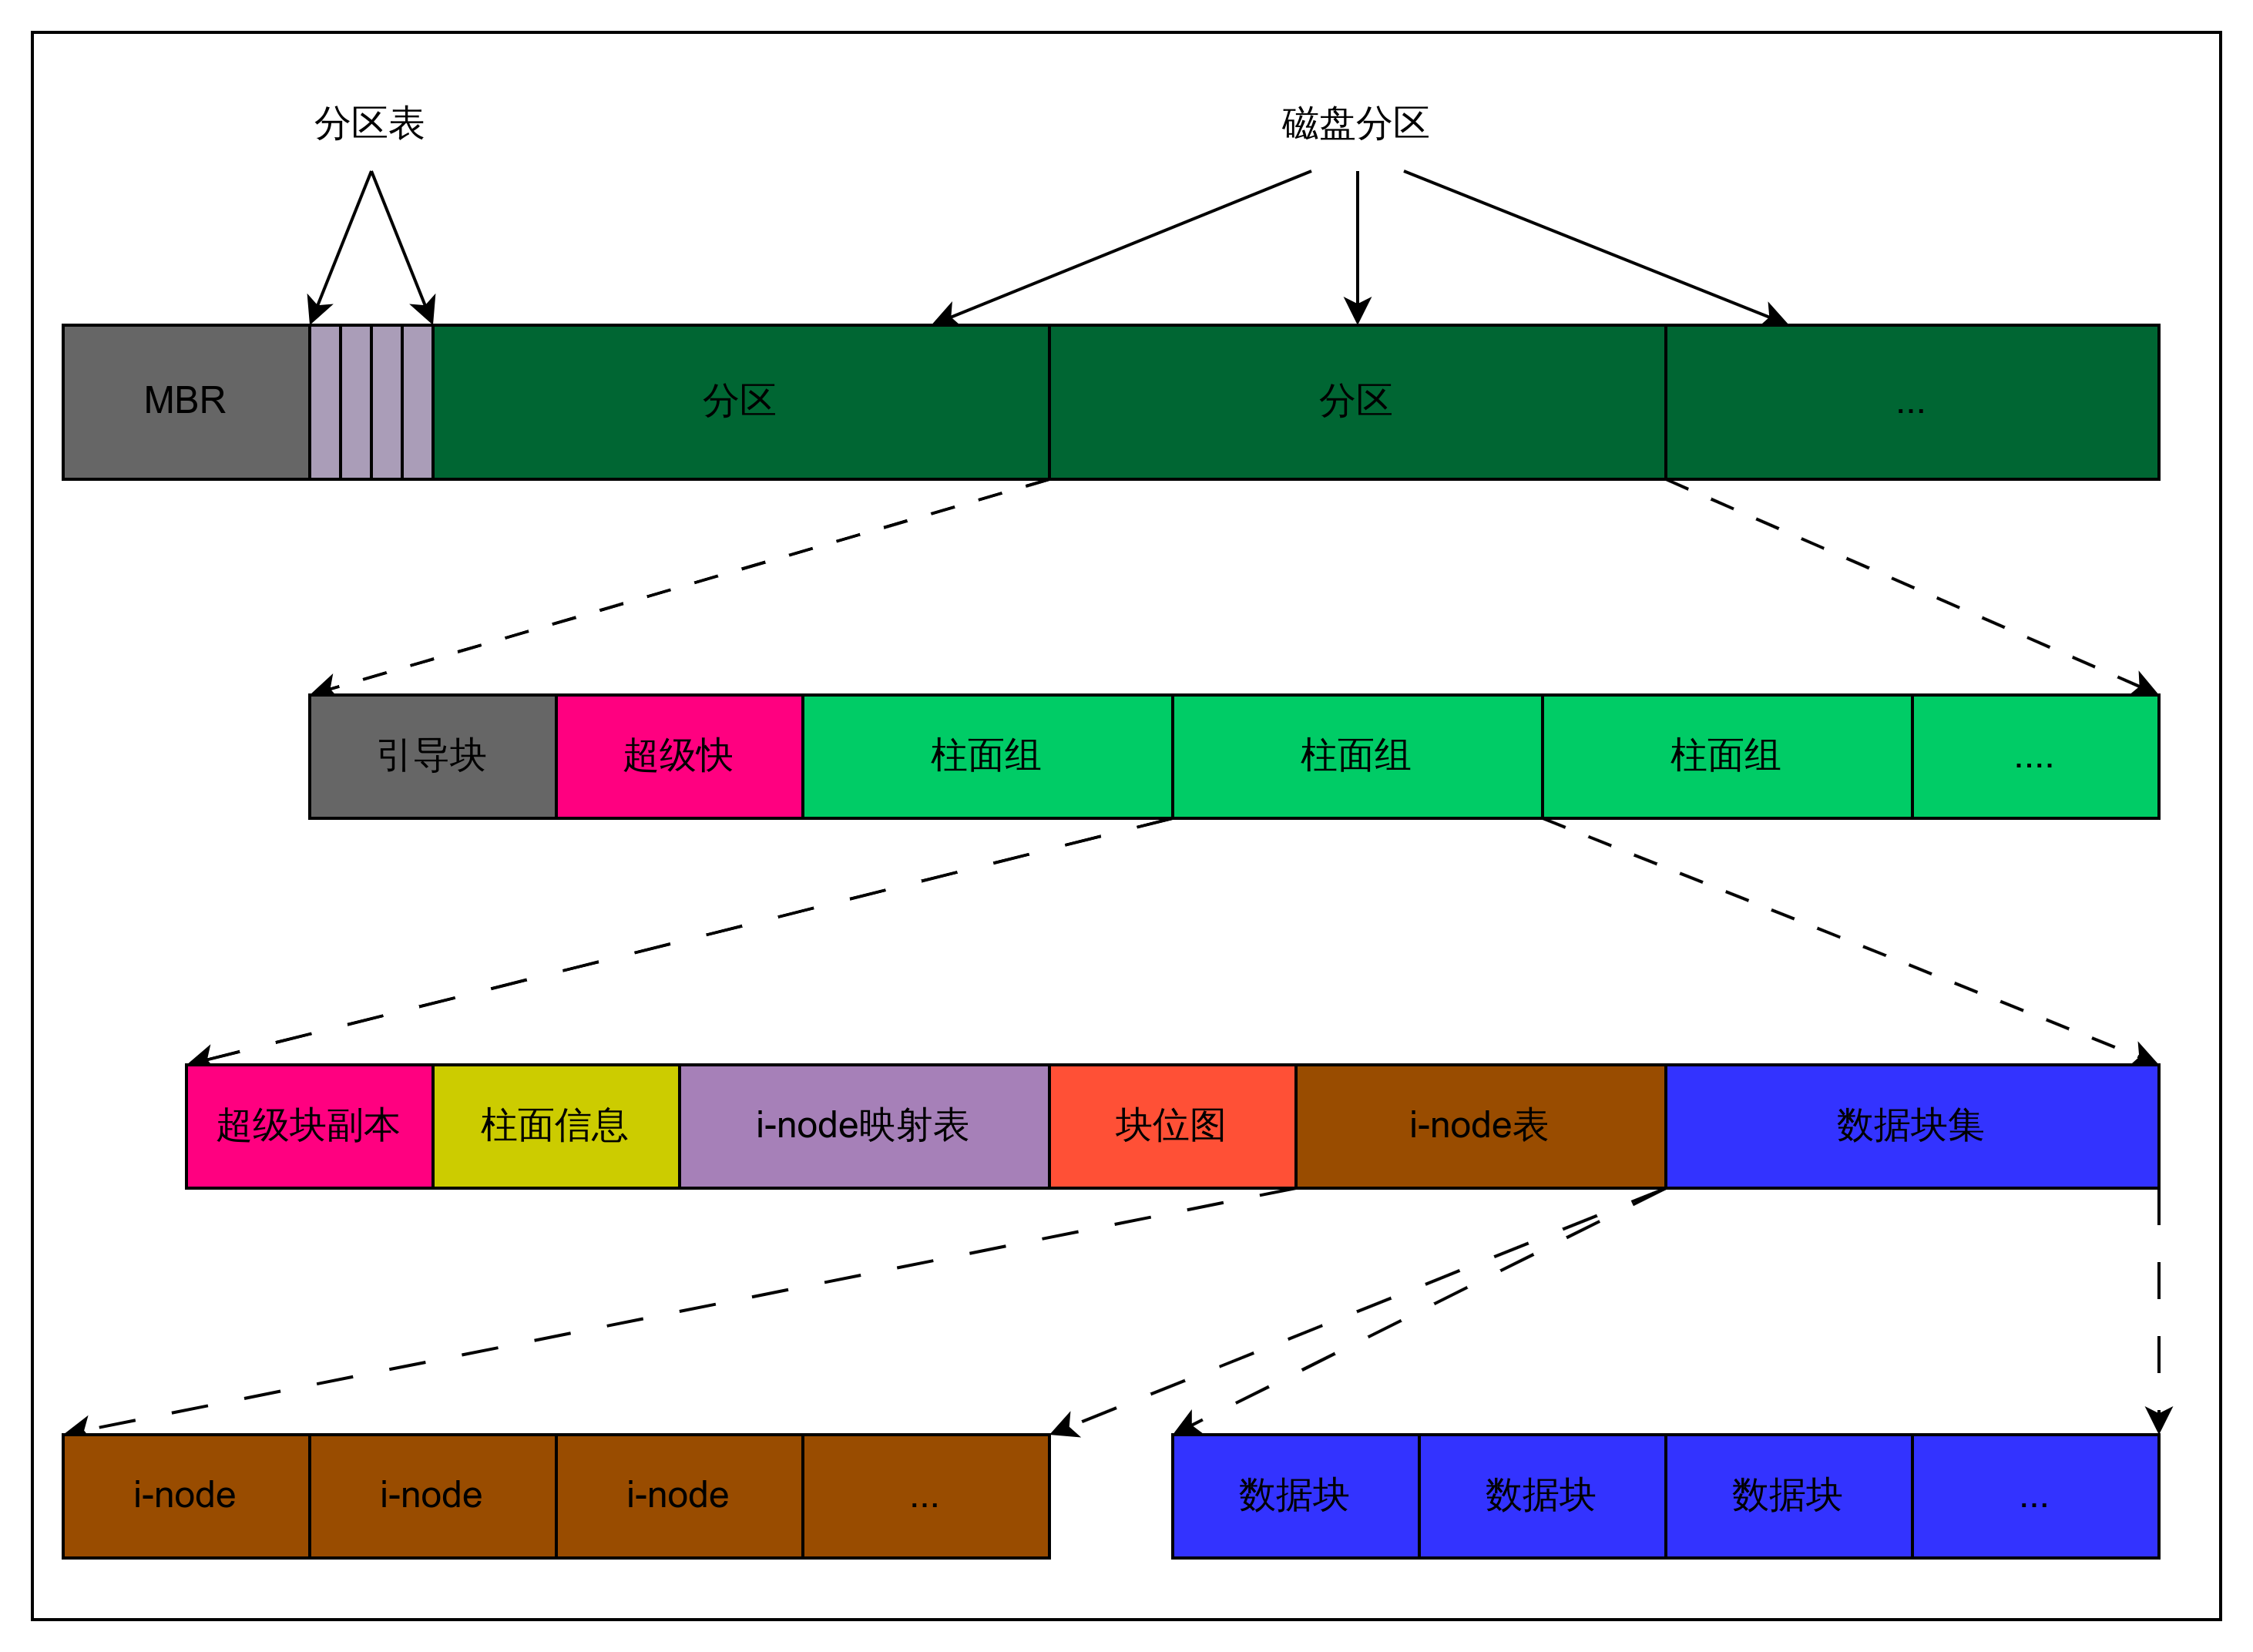 分区表
磁盘分区
MBR
分区
分区
...
引导块
超级快
柱面组
柱面组
柱面组
....
超级块副本
柱面信息
i-node映射表
块位图
i-node表
数据块集
i-node
i-node
i-node
...
数据块
数据块
数据块
...